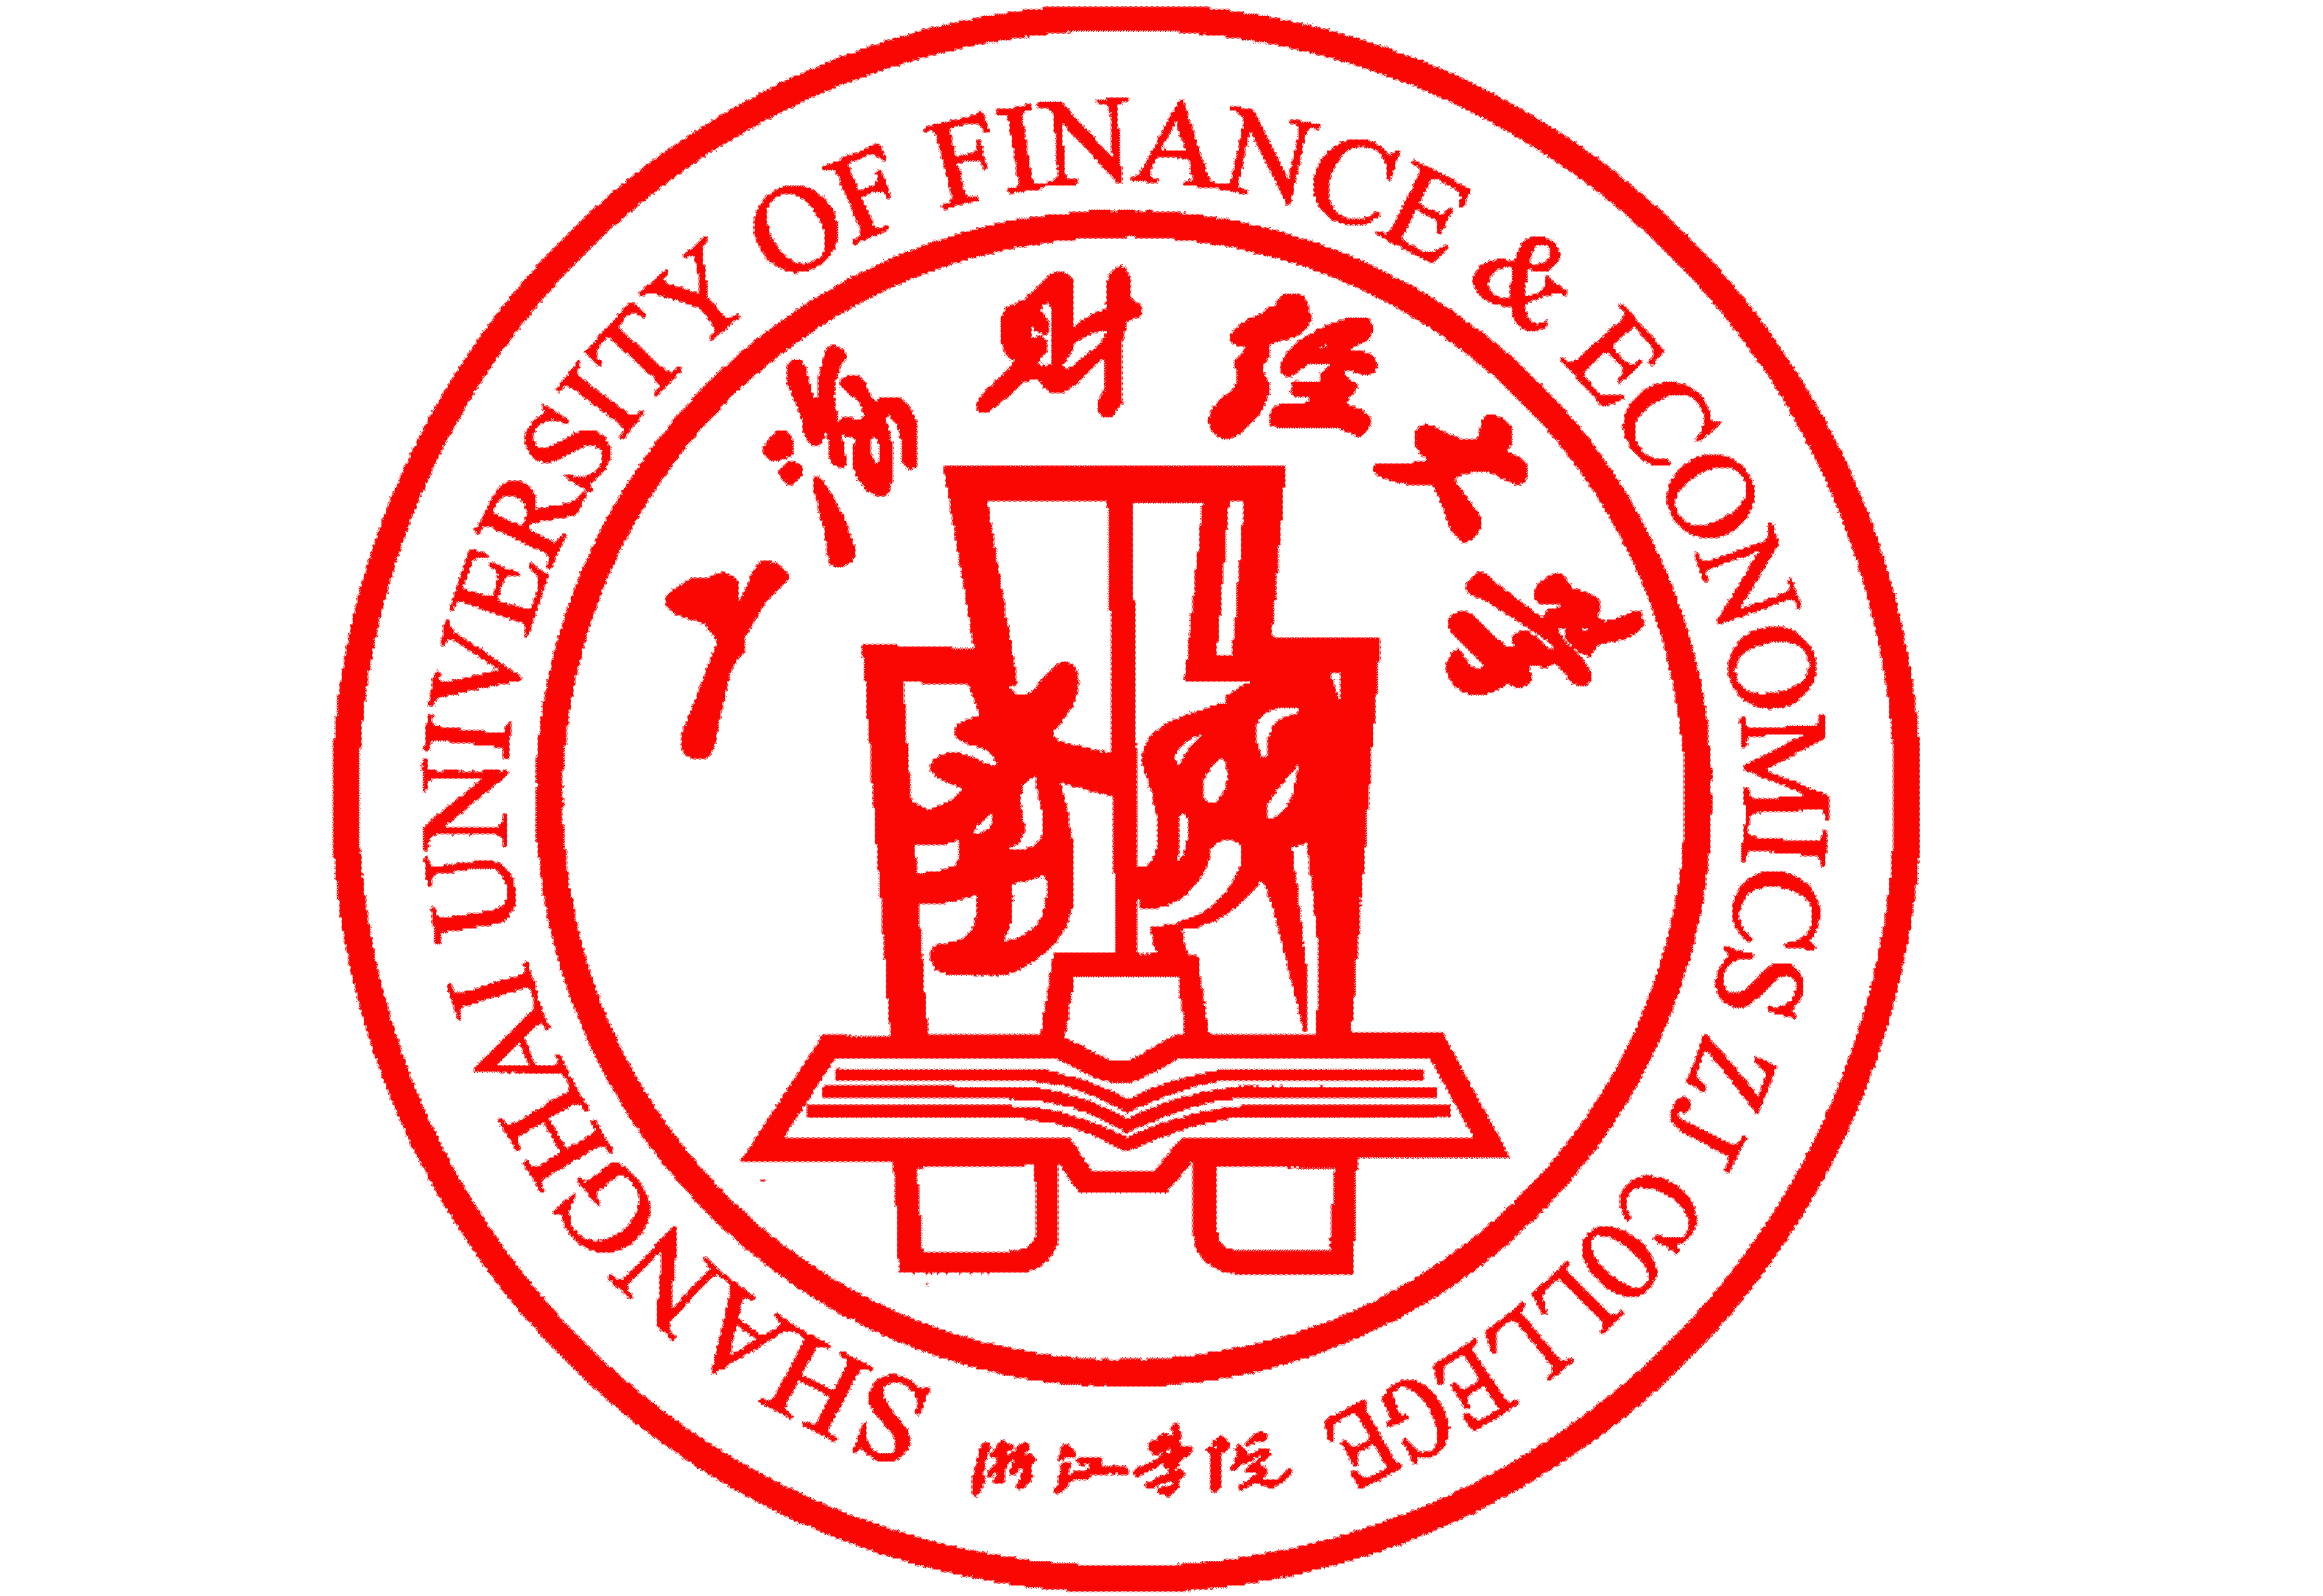 SHANGHAI UNIVERSITY OF FINANCE & ECONOMICS ZJ COLLEGE
上海财经大学
浙江学院